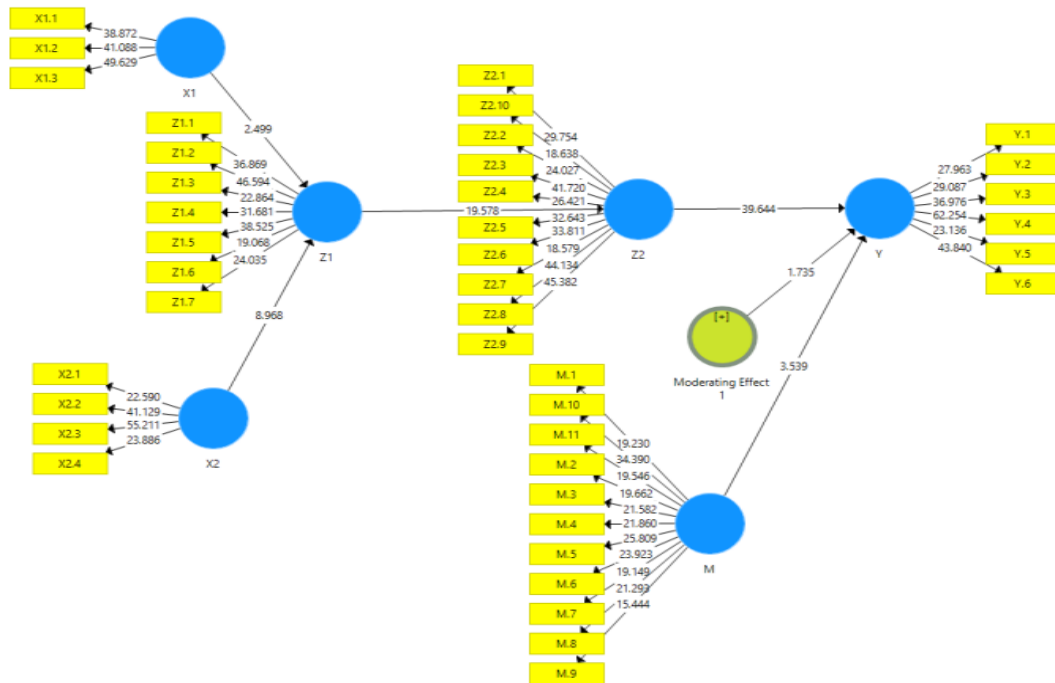 X1.1
X1.2
X1.3
38.872
41.088
49.629
X1
2.499
Z1.1
Z1.2
Z1.3
Z1.4
Z1.5
Z1.6
Z1.7
36.869
46.594
22.864
31.681
38.525
19.068
24.035
Z1
8.968
X2.1
X2.2
X2.3
X2.4
22.590
41.129
55.211
23.886
X2
19.578
Z2.1
Z2.10
Z2.2
Z2.3
Z2.4
Z2.5
Z2.6
Z2.7
Z2.8
Z2.9
29.754
18.638
24.027
41.720
26.421
32.643
33.811
18.579
44.134
45.382
Z2
39.644
Y
27.963
29.087
36.976
62.254
23.136
43.840
Y.1
Y.2
Y.3
Y.4
Y.5
Y.6
1.735
[+]
Moderating Effect
1
3.539
M.1
M.10
M.11
M.2
M.3
M.4
M.5
M.6
M.7
M.8
M.9
19.230
34.390
19.546
19.662
21.582
21.860
25.809
23.923
19.149
21.293
15.444
M